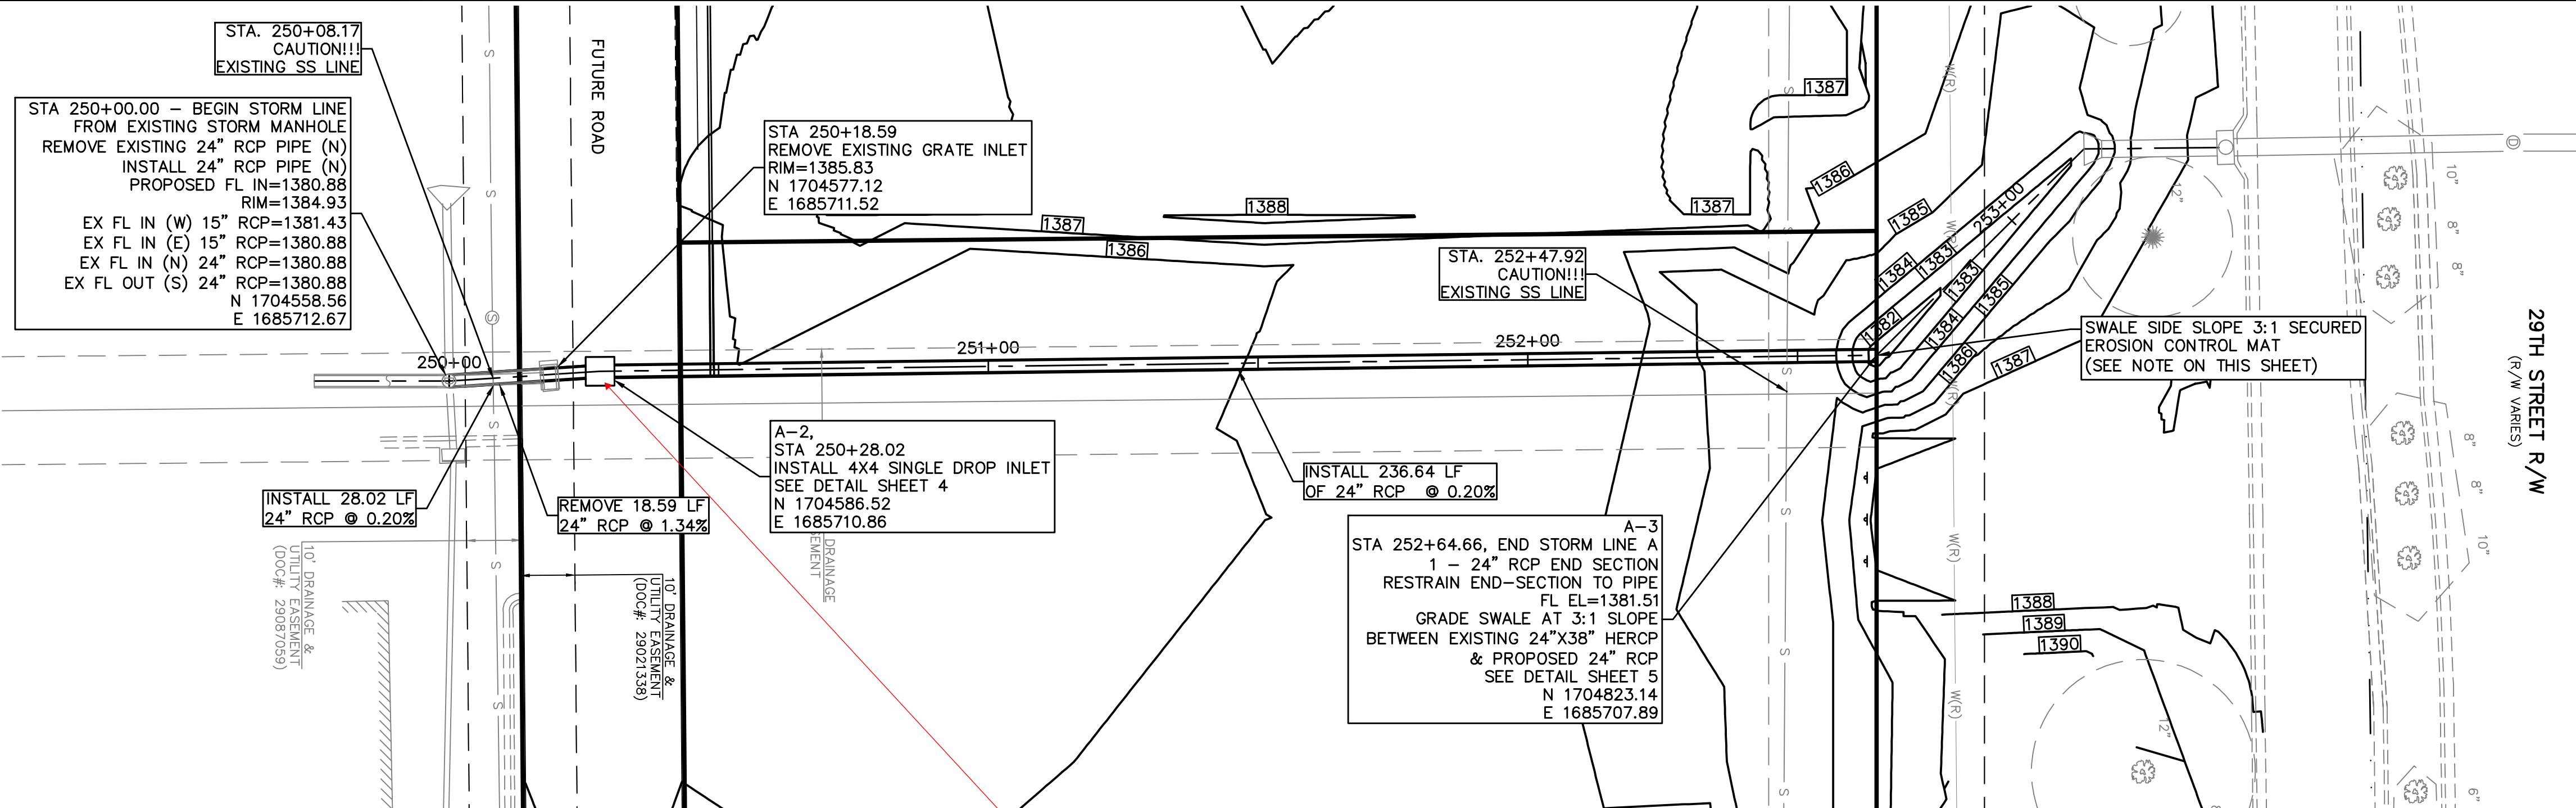 STA. 250+08.17
CAUTION!!!
EXISTING SS LINE
STA 250+00.00 – BEGIN STORM LINE
FROM EXISTING STORM MANHOLE
REMOVE EXISTING 24" RCP PIPE (N)
INSTALL 24" RCP PIPE (N)
PROPOSED FL IN=1380.88
RIM=1384.93
EX FL IN (W) 15" RCP=1381.43
EX FL IN (E) 15" RCP=1380.88
EX FL IN (N) 24" RCP=1380.88
EX FL OUT (S) 24" RCP=1380.88
N 1704558.56
E 1685712.67
FUTURE ROAD
STA 250+18.59
REMOVE EXISTING GRATE INLET
RIM=1385.83
N 1704577.12
E 1685711.52
1387
1388
1386
1387
1387
1386
1385
STA. 252+47.92
CAUTION!!!
EXISTING SS LINE
253+00
1384
1383
1383
1385
1382
1384
1386
1387
250+00
251+00
252+00
SWALE SIDE SLOPE 3:1 SECURED
EROSION CONTROL MAT
(SEE NOTE ON THIS SHEET)
29TH STREET R/W
(R/W VARIES)
INSTALL 28.02 LF
24" RCP @ 0.20%
REMOVE 18.59 LF
24" RCP @ 1.34%
A–2,
STA 250+28.02
INSTALL 4X4 SINGLE DROP INLET
SEE DETAIL SHEET 4
N 1704586.52
E 1685710.86
INSTALL 236.64 LF
OF 24" RCP @ 0.20%
A–3
STA 252+64.66, END STORM LINE A
1 – 24" RCP END SECTION
RESTRAIN END–SECTION TO PIPE
FL EL=1381.51
GRADE SWALE AT 3:1 SLOPE
BETWEEN EXISTING 24"X38" HERCP
& PROPOSED 24" RCP
SEE DETAIL SHEET 5
N 1704823.14
E 1685707.89
10' DRAINAGE &
UTILITY EASEMENT
(DOC#: 29087059)
10' DRAINAGE &
UTILITY EASEMENT
(DOC#: 29021338)
DRAINAGE
1388
1389
1390
S
S
S
S
S
S
S
S
S
S
S
S
S
S
W(R)
W(R)
W(R)
W(R)
D
12"
12"
10"
8"
8"
8"
8"
10"
6"